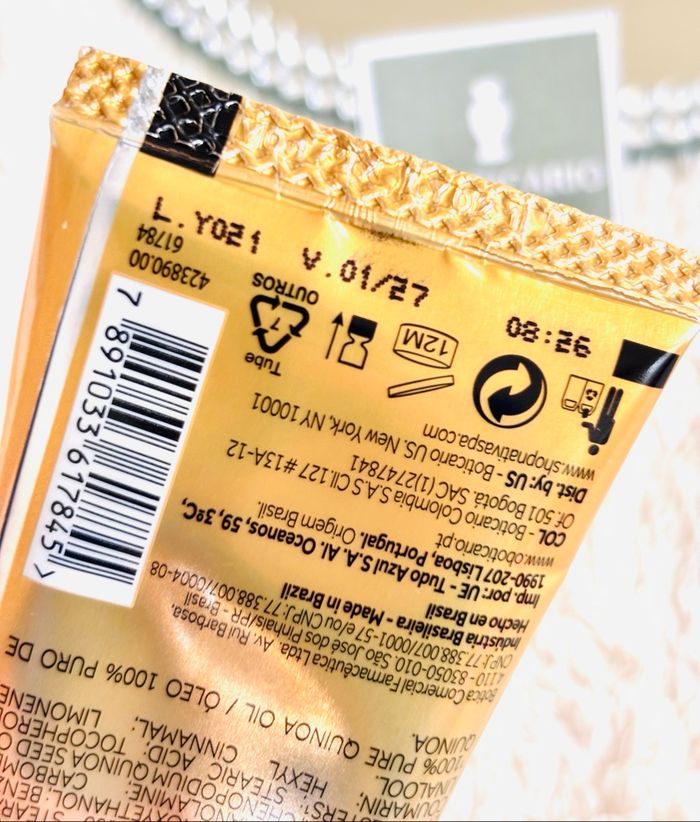 CARIO
L. Y021 V.01/27
CHENOPODIUM QUINOA SEED
STEARIC ACID; TOCOPHEROL
COUMARIN; HEXYL CINNAMAL; LIMONENE
LINALOOL.
100% PURE QUINOA OIL / ÓLEO 100% PURO DE
QUINOA.
Botica Comercial Farmacêutica Ltda. Av. Rui Barbosa,
4.110 - 83050-010. São José dos Pinhais/PR - Brasil
CNPJ: 77.388.007/0001-57 e/ou CNPJ: 77.388.007/0004-08
Indústria Brasileira - Made in Brazil
Hecho en Brasil
Imp. por: UE - Tudo Azul S.A. Al. Oceanos, 59, 3ºC,
1990-207 Lisboa, Portugal. Origem Brasil.
www.oboticario.pt
COL - Boticario Colombia S.A.S Cll. 127 #13A-12
Of. 501 Bogotá. SAC (1) 2747841
Dist. by: US - Boticario US. New York, NY 10001
www.shopnativaspa.com
12M
Tube
7
OUTROS
423890.00
61784
7 891033 617845 >